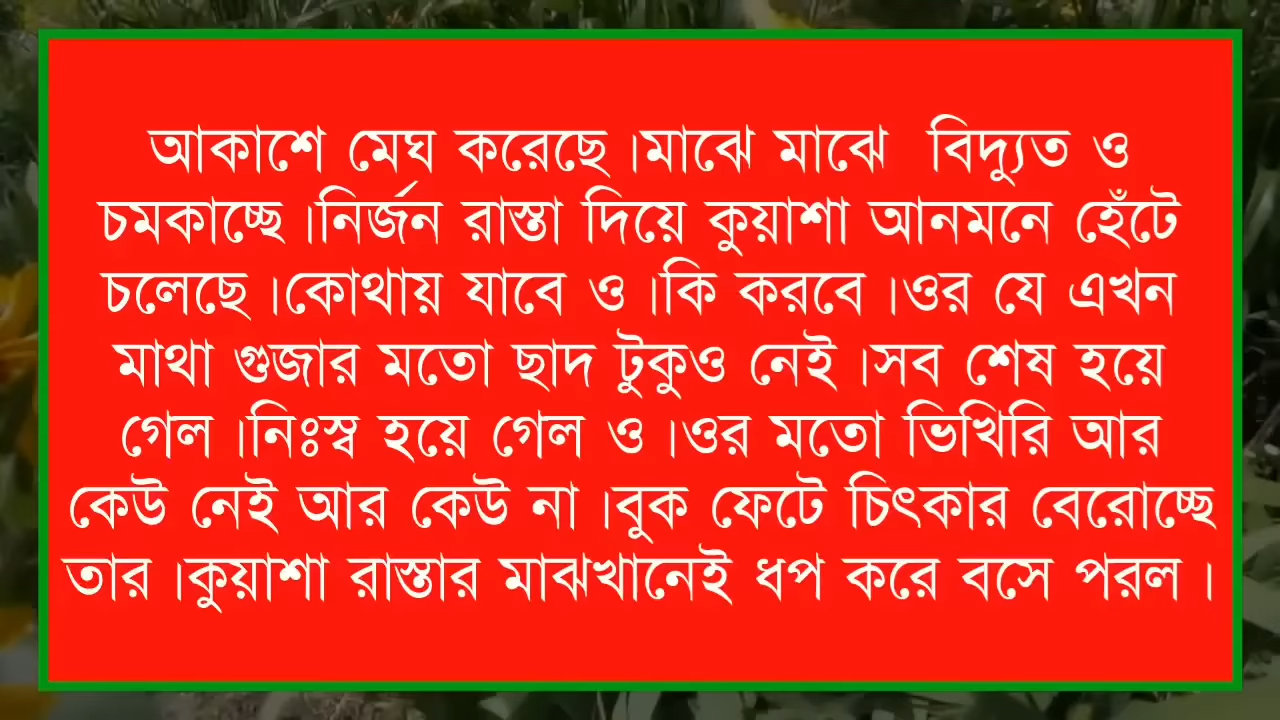 আকাশে মেঘ করেছে।মাঝে মাঝে  বিদ্যুত ও
চমকাচ্ছে।নির্জন রাস্তা দিয়ে কুয়াশা আনমনে হেঁটে
চলেছে।কোথায় যাবে ও।কি করবে।ওর যে এখন
মাথা গুজার মতো ছাদ টুকুও নেই।সব শেষ হয়ে
গেল।নিঃস্ব হয়ে গেল ও।ওর মতো ভিখিরি আর
কেউ নেই আর কেউ না।বুক ফেটে চিৎকার বেরোচ্ছে
তার।কুয়াশা রাস্তার মাঝখানেই ধপ করে বসে পরল।